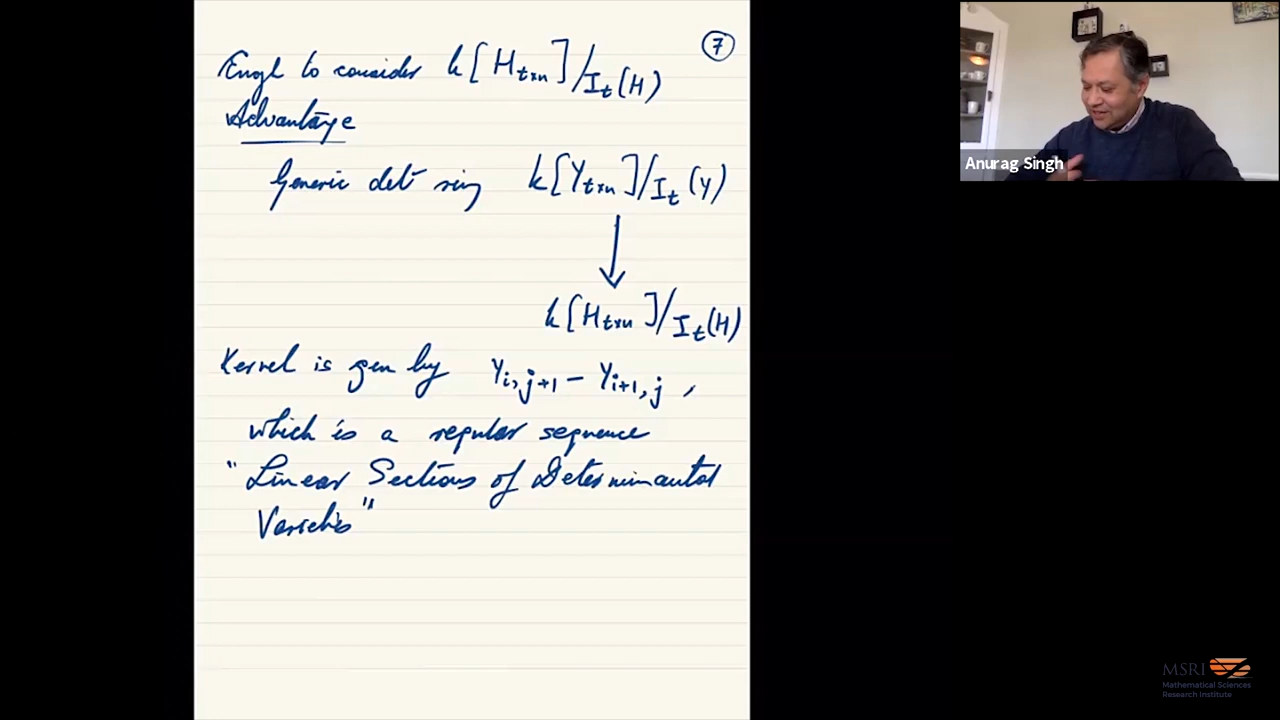 7
Engh to consider k[H_{t×n}]/I_t(H)
Advantage
Generic det ring k[Y_{t×n}]/I_t(Y)
↓
k[H_{t×n}]/I_t(H)
Kernel is gen by Y_{i,j+1} - Y_{i+1,j},
which is a regular sequence
"Linear Sections of Determinantal
Varieties"
Anurag Singh
MSRI
Mathematical Sciences
Research Institute